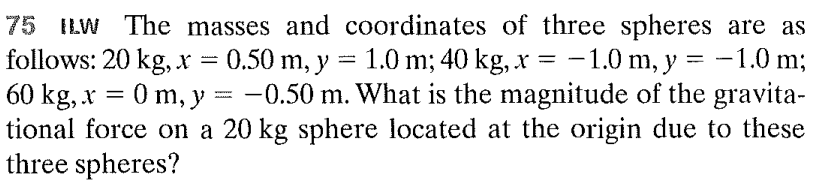 75 ILW The masses and coordinates of three spheres are as
follows: 20 kg, x = 0.50 m, y = 1.0 m; 40 kg, x = −1.0 m, y = −1.0 m;
60 kg, x = 0 m, y = −0.50 m. What is the magnitude of the gravita-
tional force on a 20 kg sphere located at the origin due to these
three spheres?